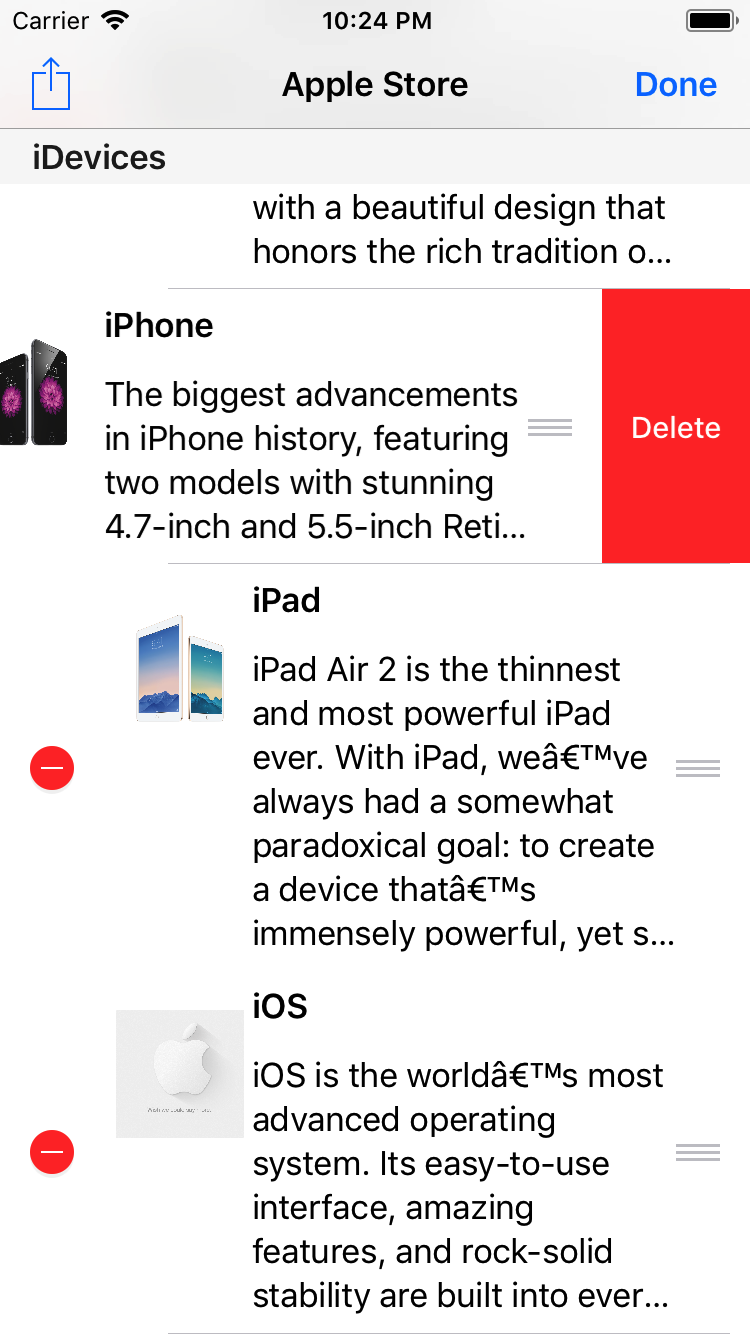 Carrier
10:24 PM
Apple Store
Done
iDevices
with a beautiful design that
honors the rich tradition o...
iPhone
The biggest advancements
in iPhone history, featuring
two models with stunning
4.7-inch and 5.5-inch Reti...
Delete
iPad
iPad Air 2 is the thinnest
and most powerful iPad
ever. With iPad, weâ€™ve
always had a somewhat
paradoxical goal: to create
a device thatâ€™s
immensely powerful, yet s...
iOS
iOS is the worldâ€™s most
advanced operating
system. Its easy-to-use
interface, amazing
features, and rock-solid
stability are built into ever...